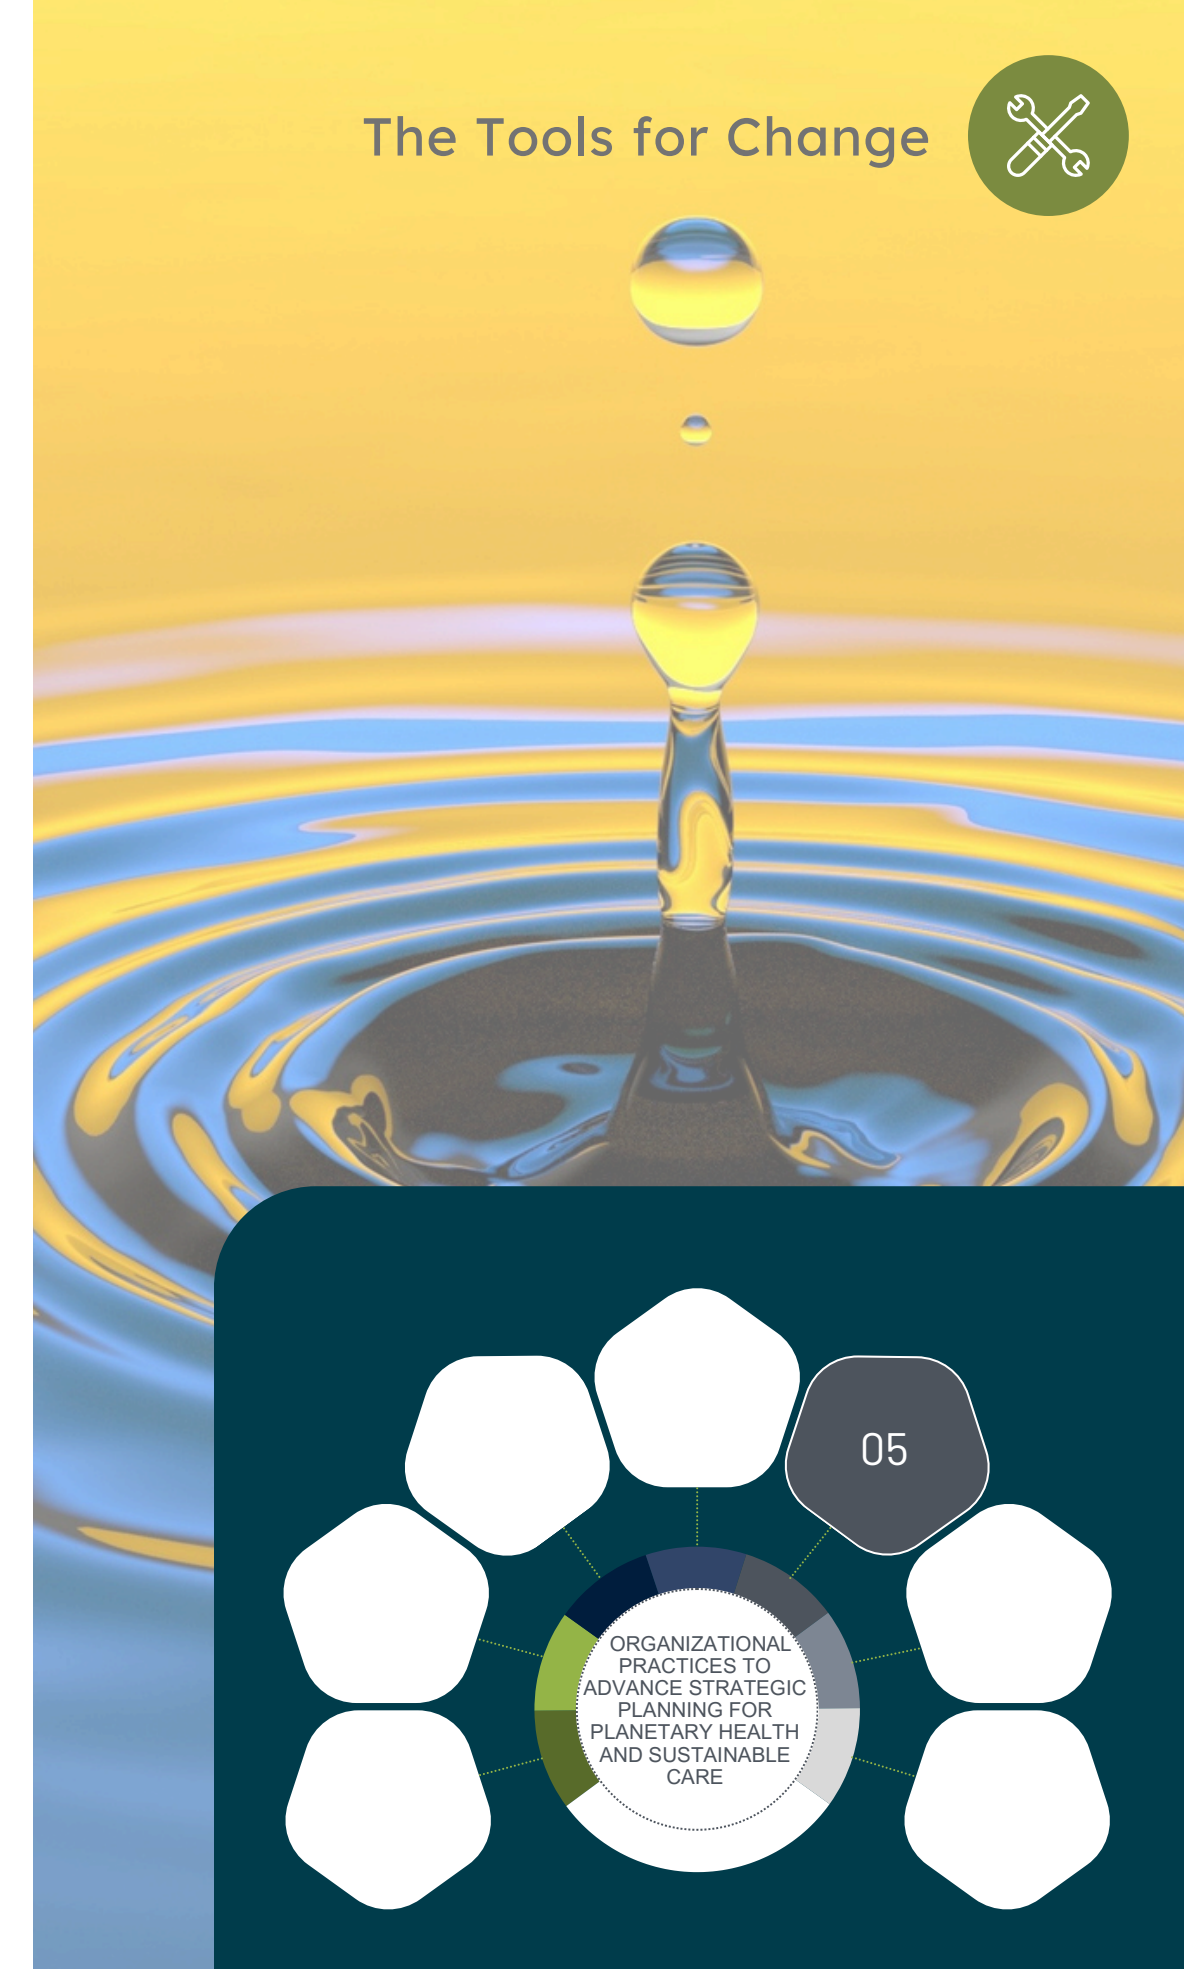 The Tools for Change
05
ORGANIZATIONAL
PRACTICES TO
ADVANCE STRATEGIC
PLANNING FOR
PLANETARY HEALTH
AND SUSTAINABLE
CARE